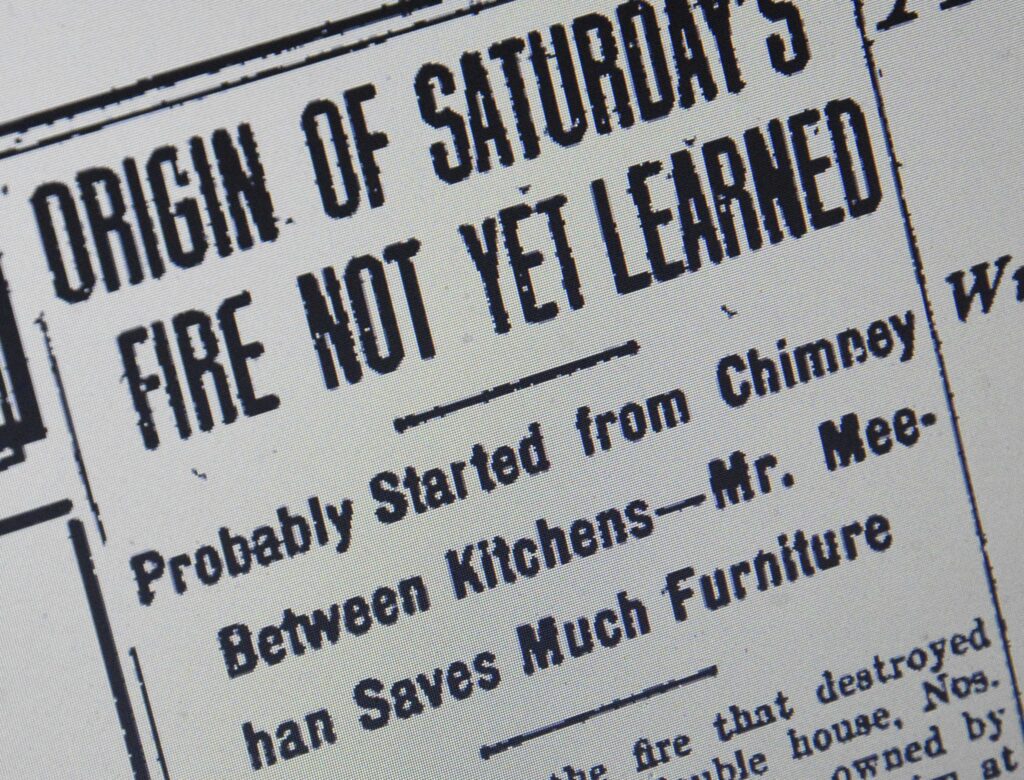 ORIGIN OF SATURDAY'S
FIRE NOT YET LEARNED
Probably Started from Chimney
Between Kitchens—Mr. Mee-
han Saves Much Furniture
the fire that destroyed
house, Nos.
owned by
at